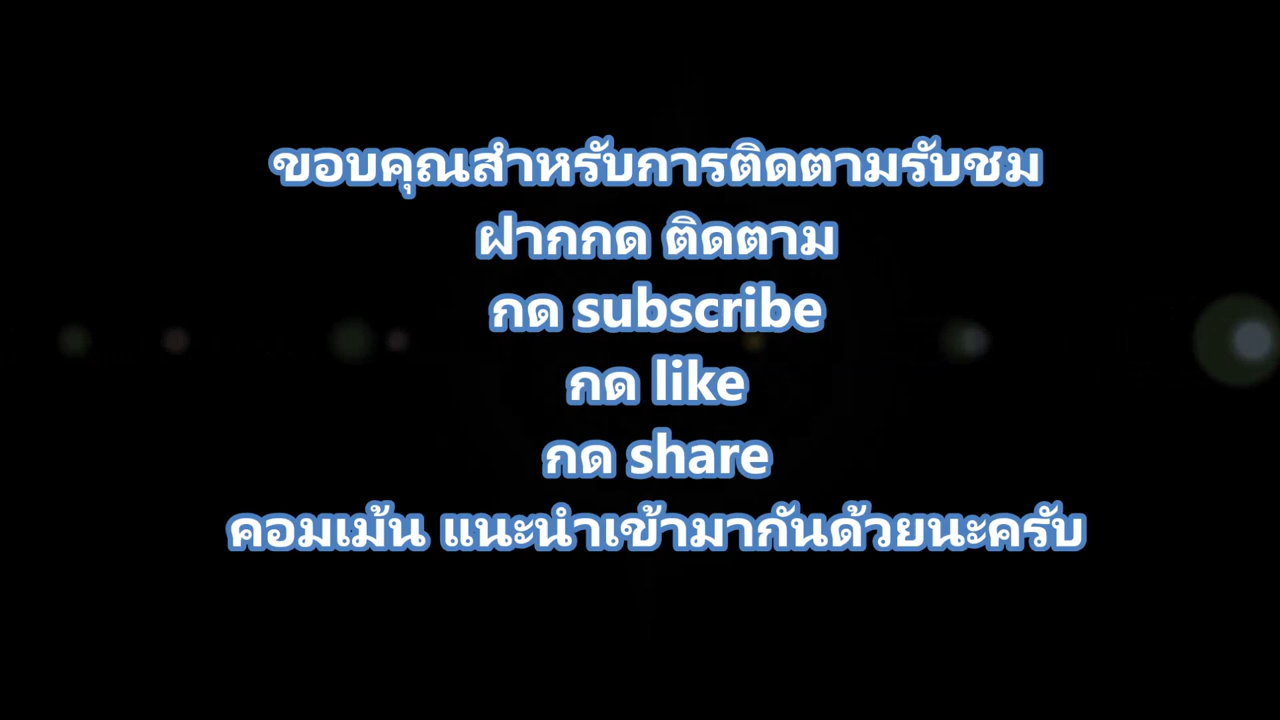 ขอบคุณสำหรับการติดตามรับชม
ฝากกด ติดตาม
กด subscribe
กด like
กด share
คอมเม้น แนะนำเข้ามากันด้วยนะครับ